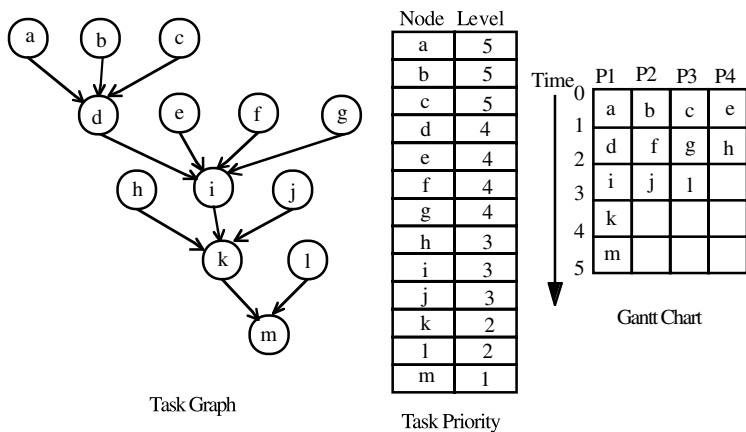 a b c
d e f g
h i j
k l
m
Task Graph
Node Level
a 5
b 5
c 5
d 4
e 4
f 4
g 4
h 3
i 3
j 3
k 2
l 2
m 1
Task Priority
Time P1 P2 P3 P4
0 a b c e
1 d f g h
2 i j l
3 k
4 m
5
Gantt Chart